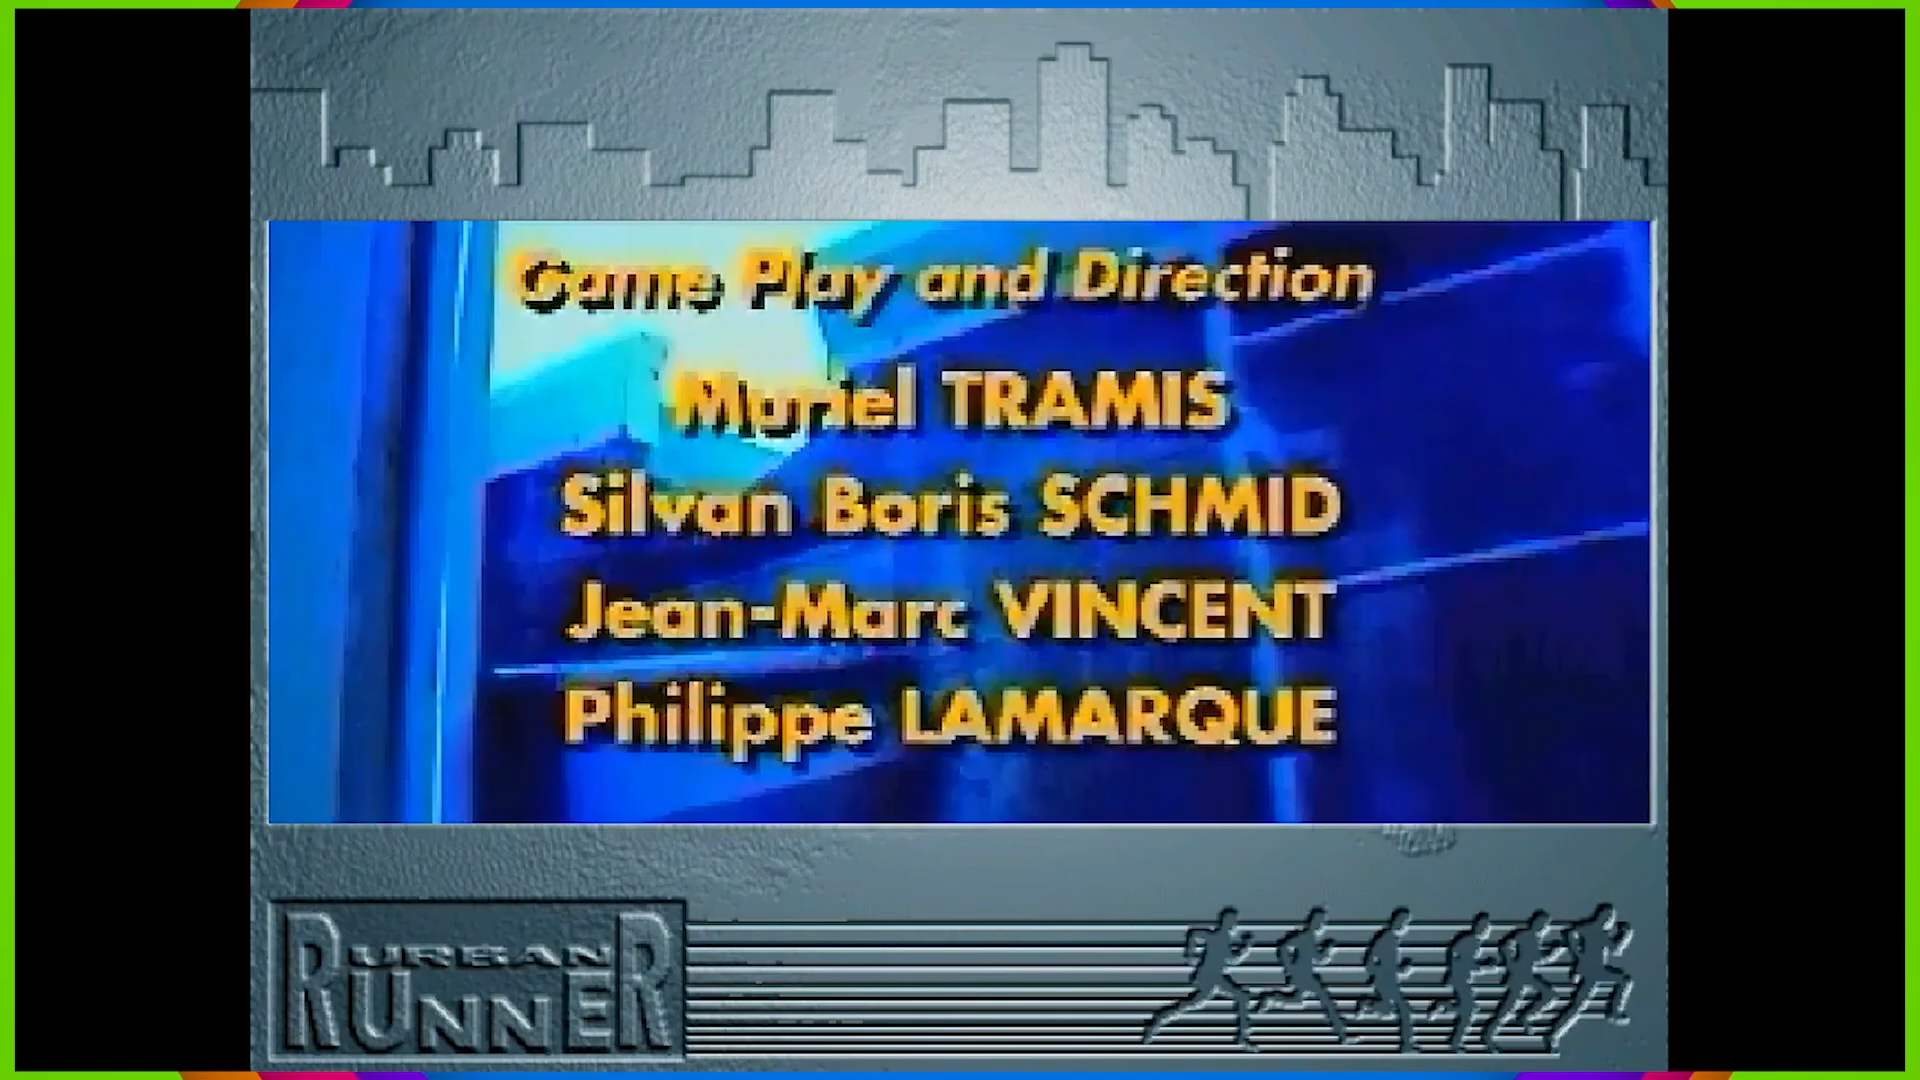 Game Play and Direction
Muriel TRAMIS
Silvan Boris SCHMID
Jean-Marc VINCENT
Philippe LAMARQUE
URBAN
RUNNER